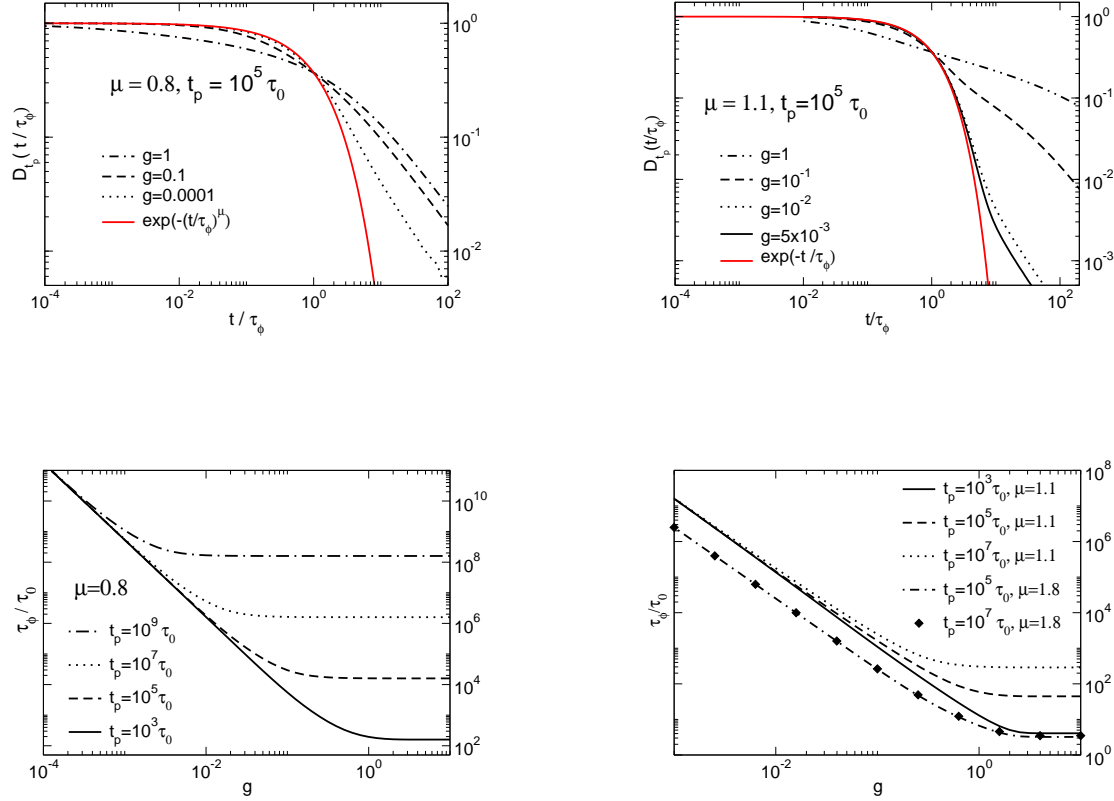 μ = 0.8, t_p = 10^5 τ_0
g=1
g=0.1
g=0.0001
exp(-(t/τ_ϕ)^μ)
10^-4
10^-2
10^0
10^2
t / τ_ϕ
10^0
10^-1
10^-2
D_t_p( t / τ_ϕ)
μ = 1.1, t_p=10^5 τ_0
g=1
g=10^-1
g=10^-2
g=5x10^-3
exp(-t /τ_ϕ)
10^-4
10^-2
10^0
10^2
t/τ_ϕ
10^0
10^-1
10^-2
10^-3
D_t_p(t/τ_ϕ)
μ=0.8
t_p=10^9 τ_0
t_p=10^7 τ_0
t_p=10^5 τ_0
t_p=10^3 τ_0
10^-4
10^-2
10^0
g
10^10
10^8
10^6
10^4
10^2
τ_ϕ / τ_0
t_p=10^3 τ_0, μ=1.1
t_p=10^5 τ_0, μ=1.1
t_p=10^7 τ_0, μ=1.1
t_p=10^5 τ_0, μ=1.8
t_p=10^7 τ_0, μ=1.8
10^-2
10^0
g
10^8
10^6
10^4
10^2
10^0
τ_ϕ/τ_0